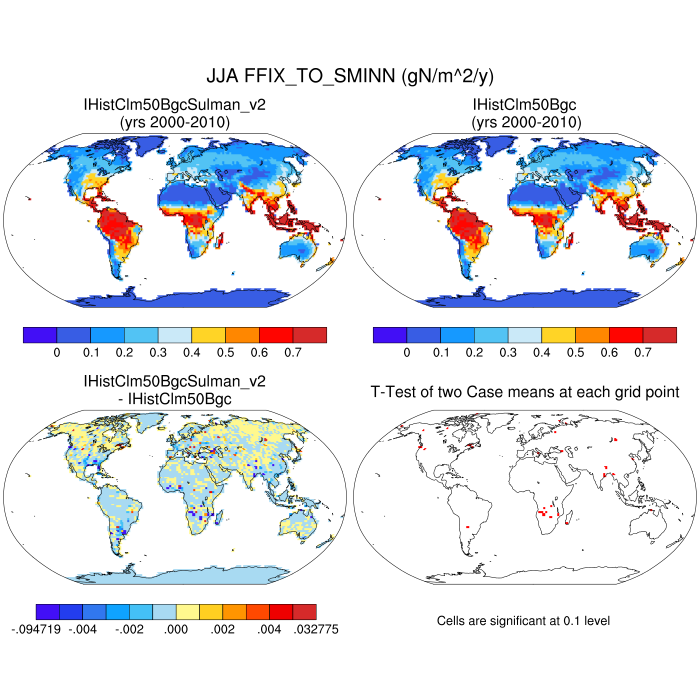 JJA FFIX_TO_SMINN (gN/m^2/y)
IHistClm50BgcSulman_v2
(yrs 2000-2010)
IHistClm50Bgc
(yrs 2000-2010)
0 0.1 0.2 0.3 0.4 0.5 0.6 0.7
0 0.1 0.2 0.3 0.4 0.5 0.6 0.7
IHistClm50BgcSulman_v2
- IHistClm50Bgc
T-Test of two Case means at each grid point
-.094719 -.004 -.002 .000 .002 .004 .032775
Cells are significant at 0.1 level